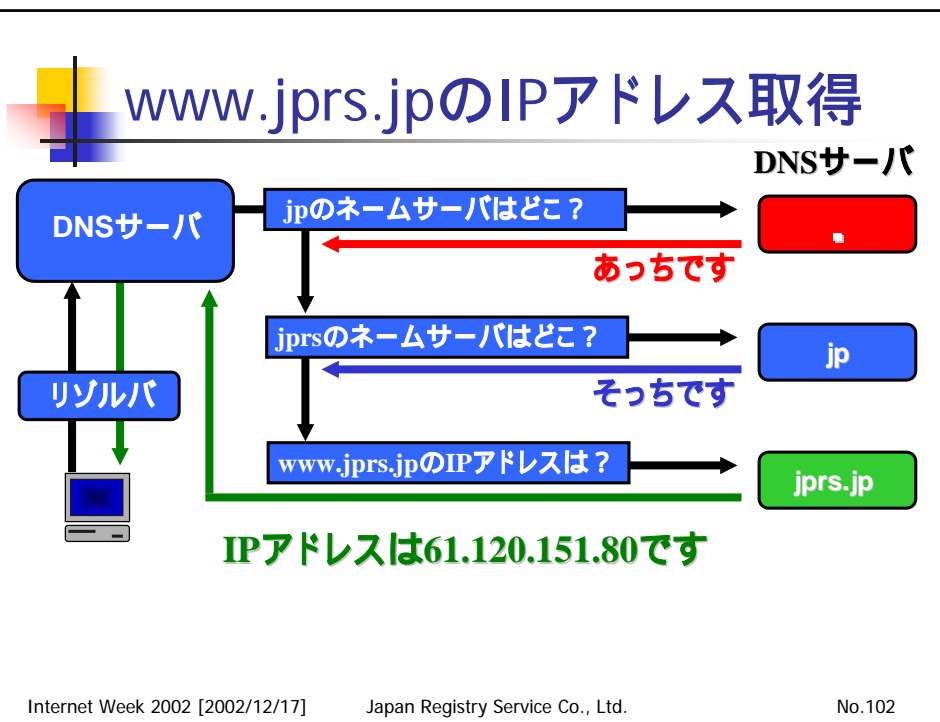 www.jprs.jpのIPアドレス取得
DNSサーバ
DNSサーバ
jpのネームサーバはどこ？
.
あっちです
jprsのネームサーバはどこ？
jp
そっちです
リゾルバ
www.jprs.jpのIPアドレスは？
jprs.jp
IPアドレスは61.120.151.80です
Internet Week 2002 [2002/12/17]
Japan Registry Service Co., Ltd.
No.102